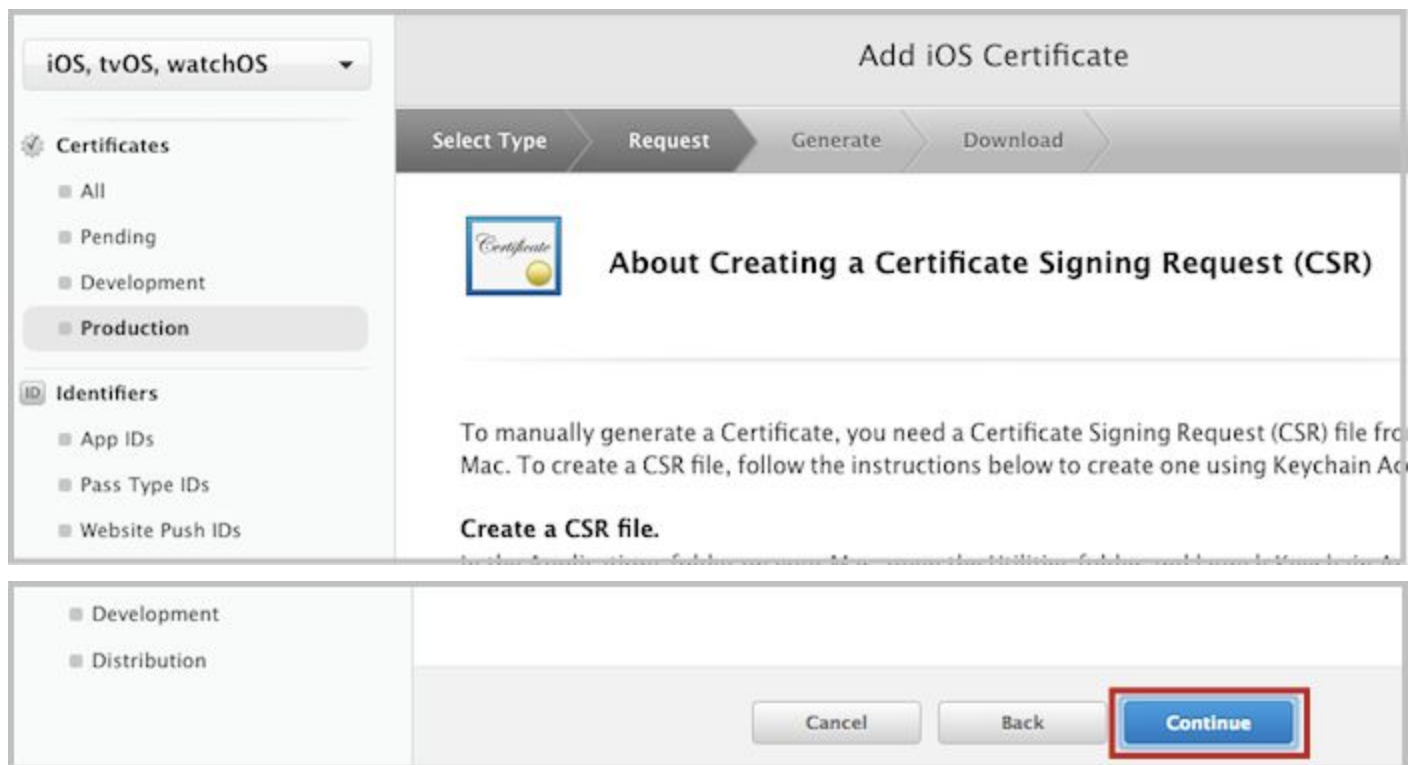 iOS, tvOS, watchOS
Certificates
All
Pending
Development
Production
ID Identifiers
App IDs
Pass Type IDs
Website Push IDs
Add iOS Certificate
Select Type Request Generate Download
Certificate
About Creating a Certificate Signing Request (CSR)
To manually generate a Certificate, you need a Certificate Signing Request (CSR) file
Mac. To create a CSR file, follow the instructions below to create one using Keychain
Create a CSR file.
Development
Distribution
Cancel Back Continue